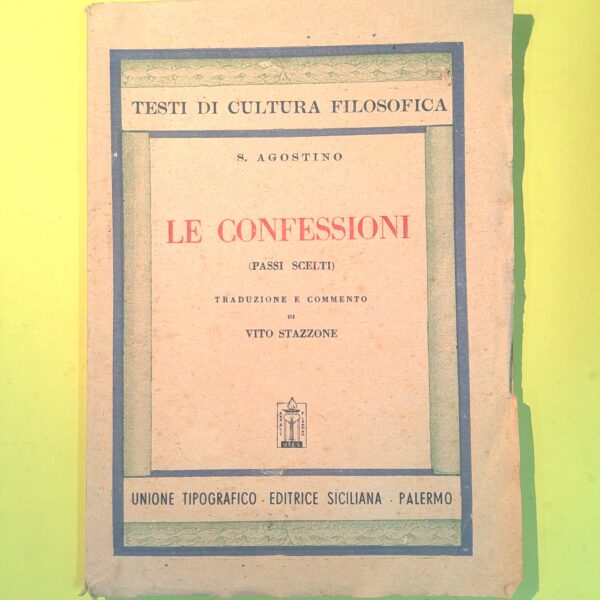 TESTI DI CULTURA FILOSOFICA
S. AGOSTINO
LE CONFESSIONI
(PASSI SCELTI)
TRADUZIONE E COMMENTO
DI
VITO STAZZONE
UNIONE TIPOGRAFICO - EDITRICE SICILIANA - PALERMO